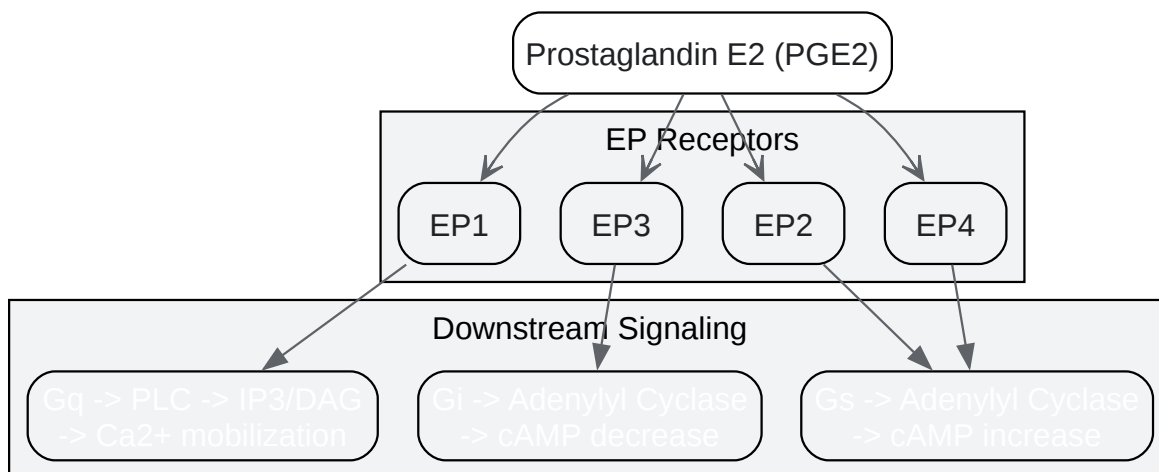 Prostaglandin E2 (PGE2)
EP Receptors
EP1
EP3
EP2
EP4
Downstream Signaling
Gq -> PLC -> IP3/DAG
-> Ca2+ mobilization
Gi -> Adenylyl Cyclase
-> cAMP decrease
Gs -> Adenylyl Cyclase
-> cAMP increase